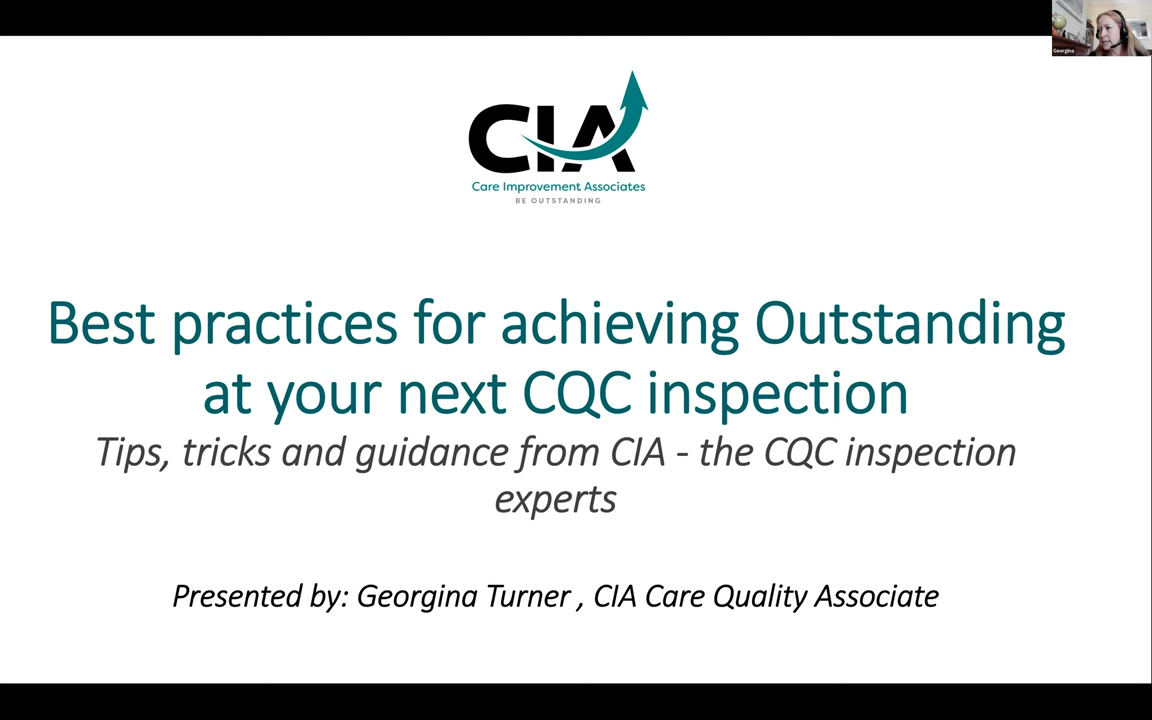 Georgina
CIA
Care Improvement Associates
BE OUTSTANDING
Best practices for achieving Outstanding
at your next CQC inspection
Tips, tricks and guidance from CIA - the CQC inspection
experts
Presented by: Georgina Turner , CIA Care Quality Associate